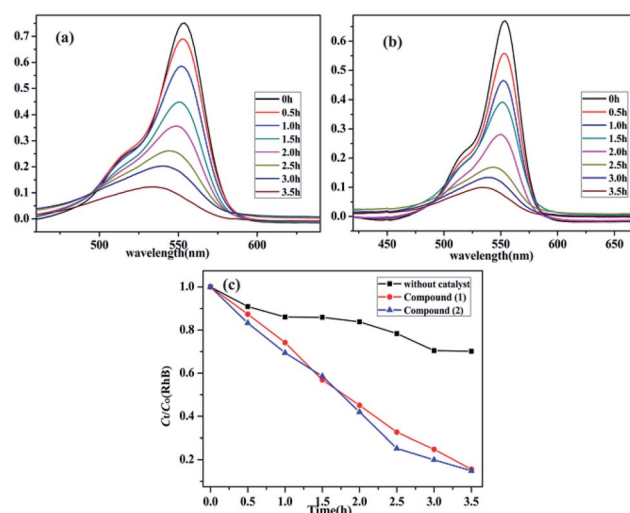 (a)
0.7
0.6
0.5
0.4
0.3
0.2
0.1
0.0
0h
0.5h
1.0h
1.5h
2.0h
2.5h
3.0h
3.5h
500
550
600
wavelength(nm)
(b)
0.6
0.5
0.4
0.3
0.2
0.1
0.0
0h
0.5h
1.0h
1.5h
2.0h
2.5h
3.0h
3.5h
400
450
500
550
600
650
wavelength(nm)
(c)
without catalyst
Compound (1)
Compound (2)
Ct/Co(RhB)
1.0
0.8
0.6
0.4
0.2
0.0
0.5
1.0
1.5
2.0
2.5
3.0
3.5
Time(h)